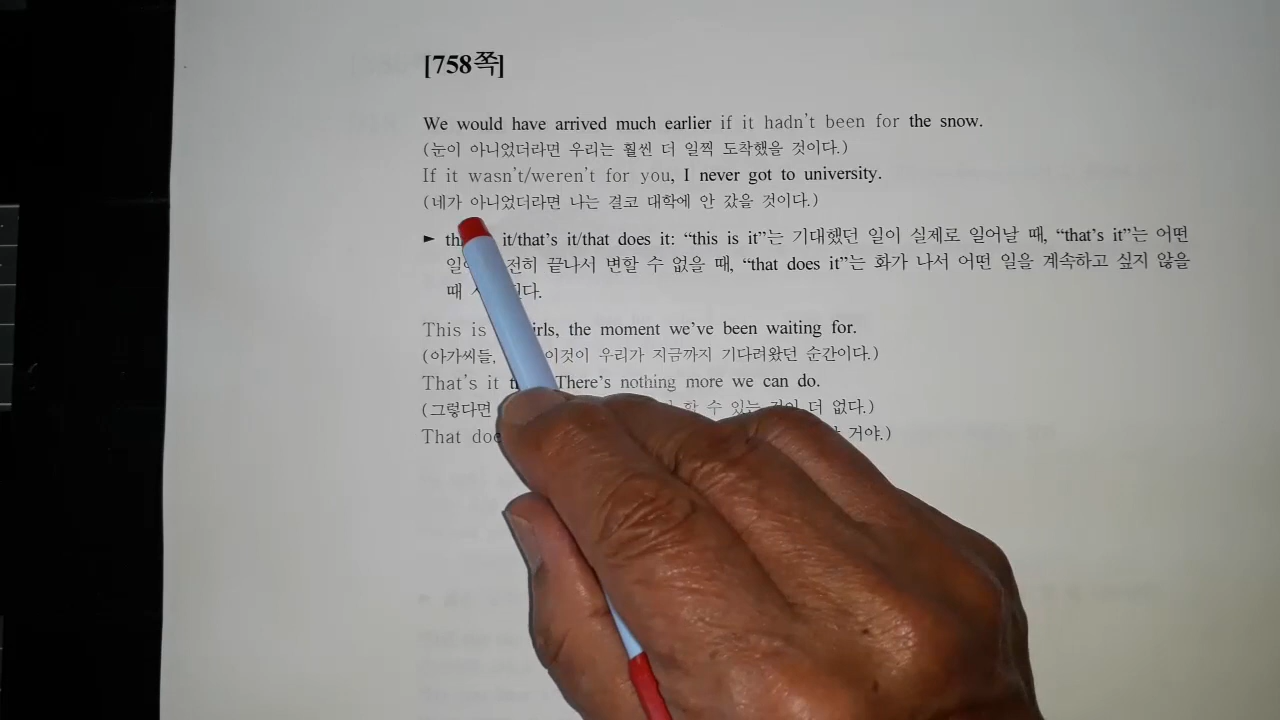 [758쪽]
We would have arrived much earlier if it hadn't been for the snow.
(눈이 아니었더라면 우리는 훨씬 더 일찍 도착했을 것이다.)
If it wasn't/weren't for you, I never got to university.
(네가 아니었더라면 나는 결코 대학에 안 갔을 것이다.)
► it/that's it/that does it: “this is it”는 기대했던 일이 실제로 일어날 때, “that's it”는 어떤
전히 끝나서 변할 수 없을 때, “that does it”는 화가 나서 어떤 일을 계속하고 싶지 않을
때
This is the moment we've been waiting for.
(아가씨들, 이것이 우리가 지금까지 기다려왔던 순간이다.)
That's it There's nothing more we can do.
(그렇다면 할 수 있는 것이 더 없다.)
That 거야.)